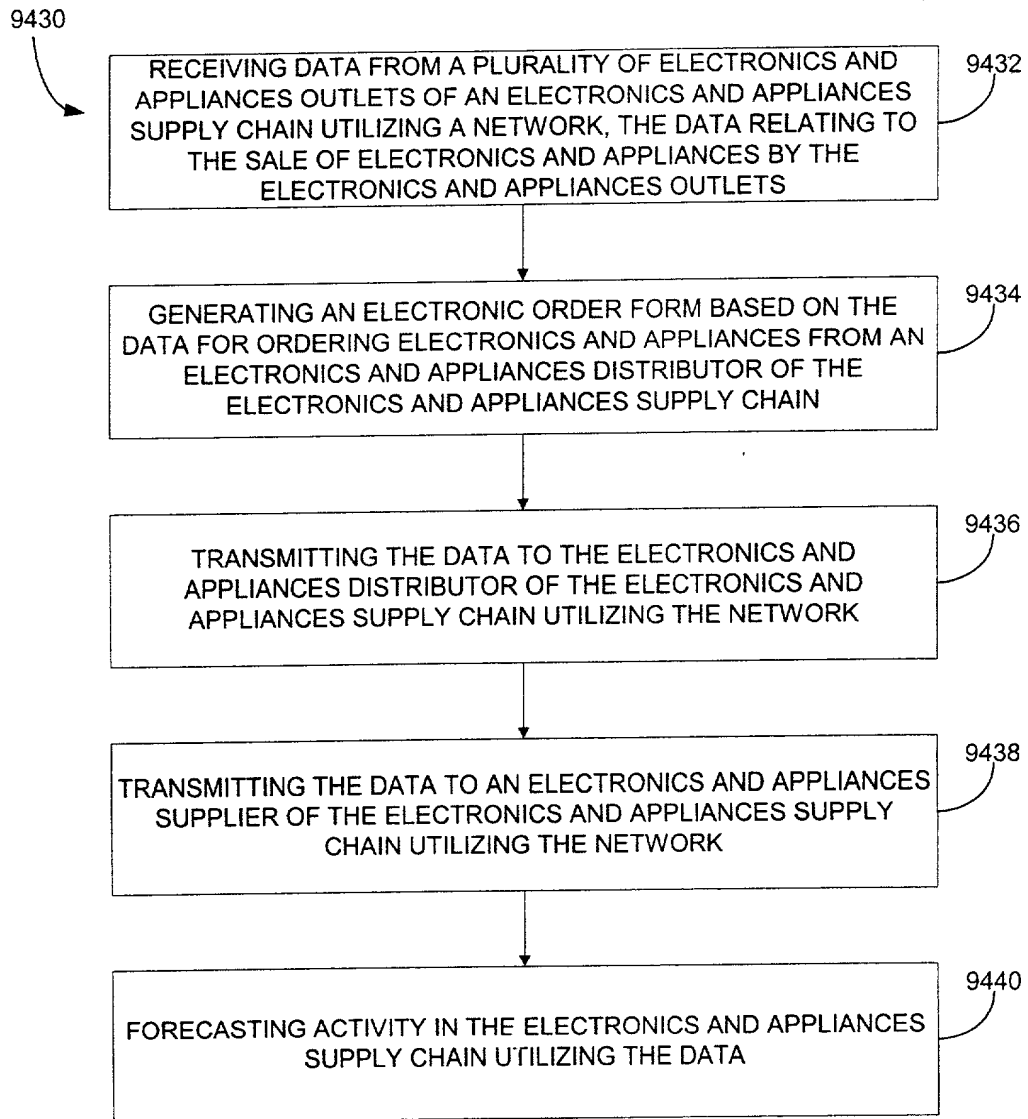 9430
RECEIVING DATA FROM A PLURALITY OF ELECTRONICS AND
APPLIANCES OUTLETS OF AN ELECTRONICS AND APPLIANCES
SUPPLY CHAIN UTILIZING A NETWORK, THE DATA RELATING TO
THE SALE OF ELECTRONICS AND APPLIANCES BY THE
ELECTRONICS AND APPLIANCES OUTLETS
9432
GENERATING AN ELECTRONIC ORDER FORM BASED ON THE
DATA FOR ORDERING ELECTRONICS AND APPLIANCES FROM AN
ELECTRONICS AND APPLIANCES DISTRIBUTOR OF THE
ELECTRONICS AND APPLIANCES SUPPLY CHAIN
9434
TRANSMITTING THE DATA TO THE ELECTRONICS AND
APPLIANCES DISTRIBUTOR OF THE ELECTRONICS AND
APPLIANCES SUPPLY CHAIN UTILIZING THE NETWORK
9436
TRANSMITTING THE DATA TO AN ELECTRONICS AND APPLIANCES
SUPPLIER OF THE ELECTRONICS AND APPLIANCES SUPPLY
CHAIN UTILIZING THE NETWORK
9438
FORECASTING ACTIVITY IN THE ELECTRONICS AND APPLIANCES
SUPPLY CHAIN UTILIZING THE DATA
9440